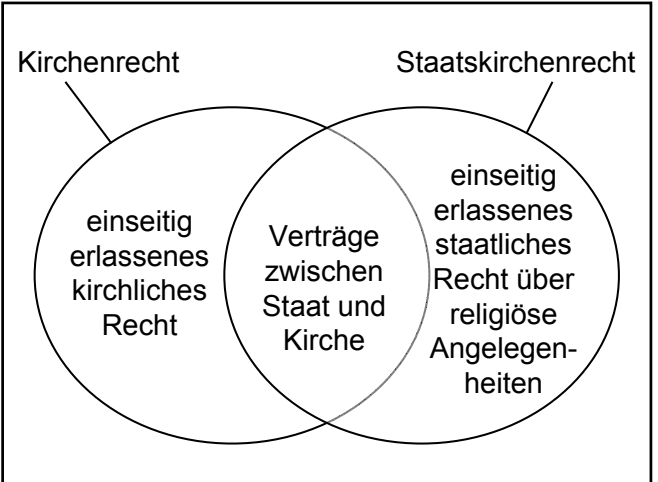 Kirchenrecht
Staatskirchenrecht
einseitig
erlassenes
kirchliches
Recht
Verträge
zwischen
Staat und
Kirche
einseitig
erlassenes
staatliches
Recht über
religiöse
Angelegen-
heiten